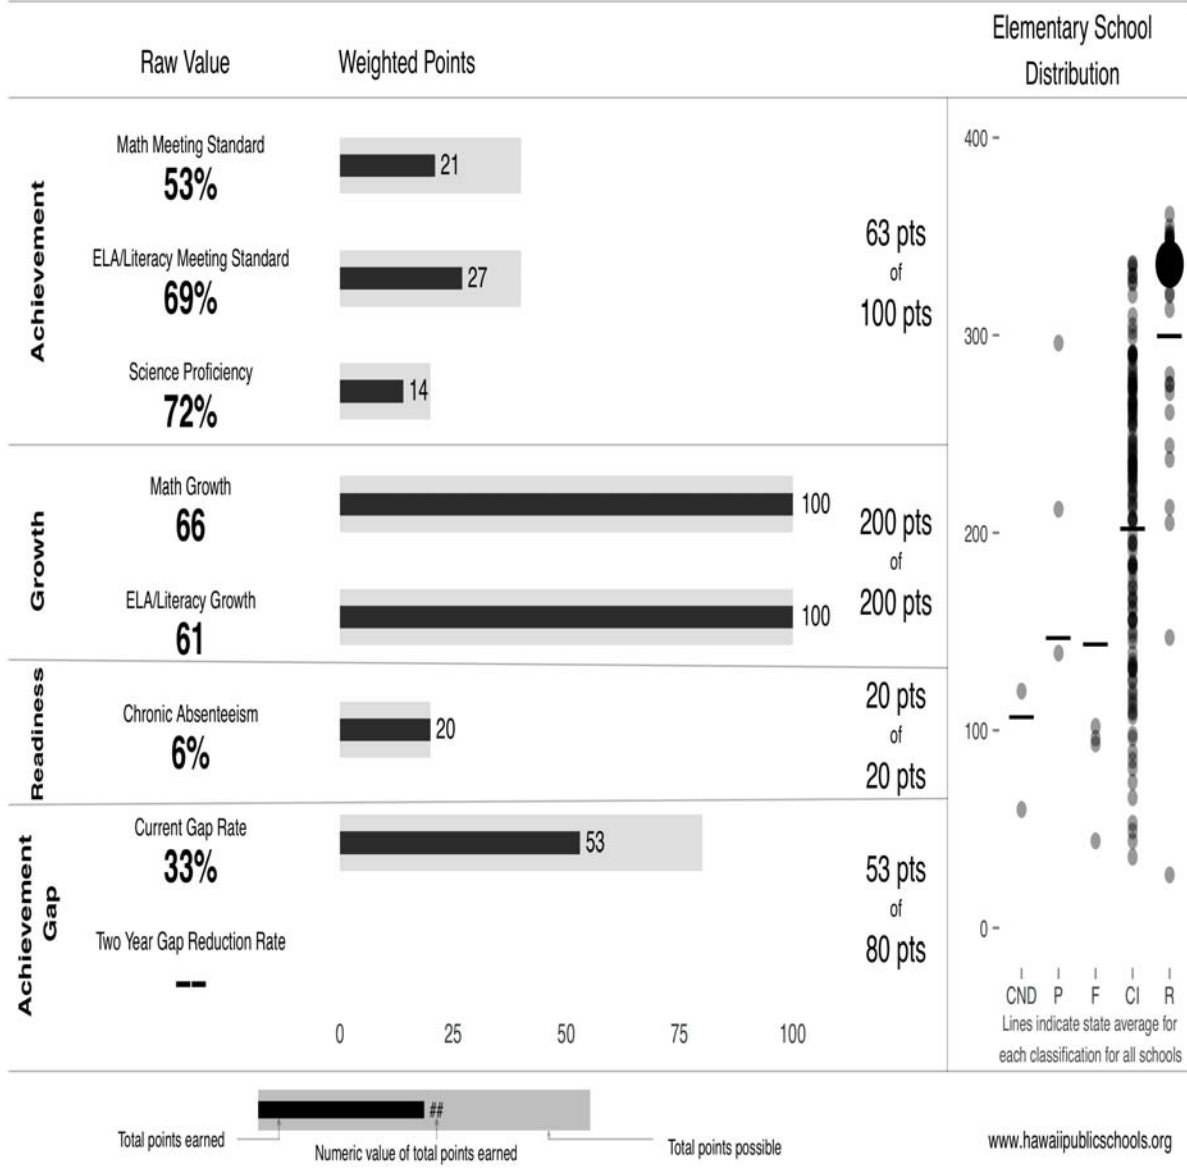 Raw Value
Weighted Points
Elementary School
Distribution
Achievement
Math Meeting Standard
53%
21
ELA/Literacy Meeting Standard
69%
27
Science Proficiency
72%
14
63 pts
of
100 pts
Growth
Math Growth
66
100
ELA/Literacy Growth
61
100
200 pts
of
200 pts
Readiness
Chronic Absenteeism
6%
20
20 pts
of
20 pts
Achievement
Gap
Current Gap Rate
33%
53
Two Year Gap Reduction Rate
--
53 pts
of
80 pts
0 25 50 75 100
400
300
200
100
0
CND P F CI R
Lines indicate state average for
each classification for all schools
##
Total points earned
Numeric value of total points earned
Total points possible
www.hawaiipublicschools.org